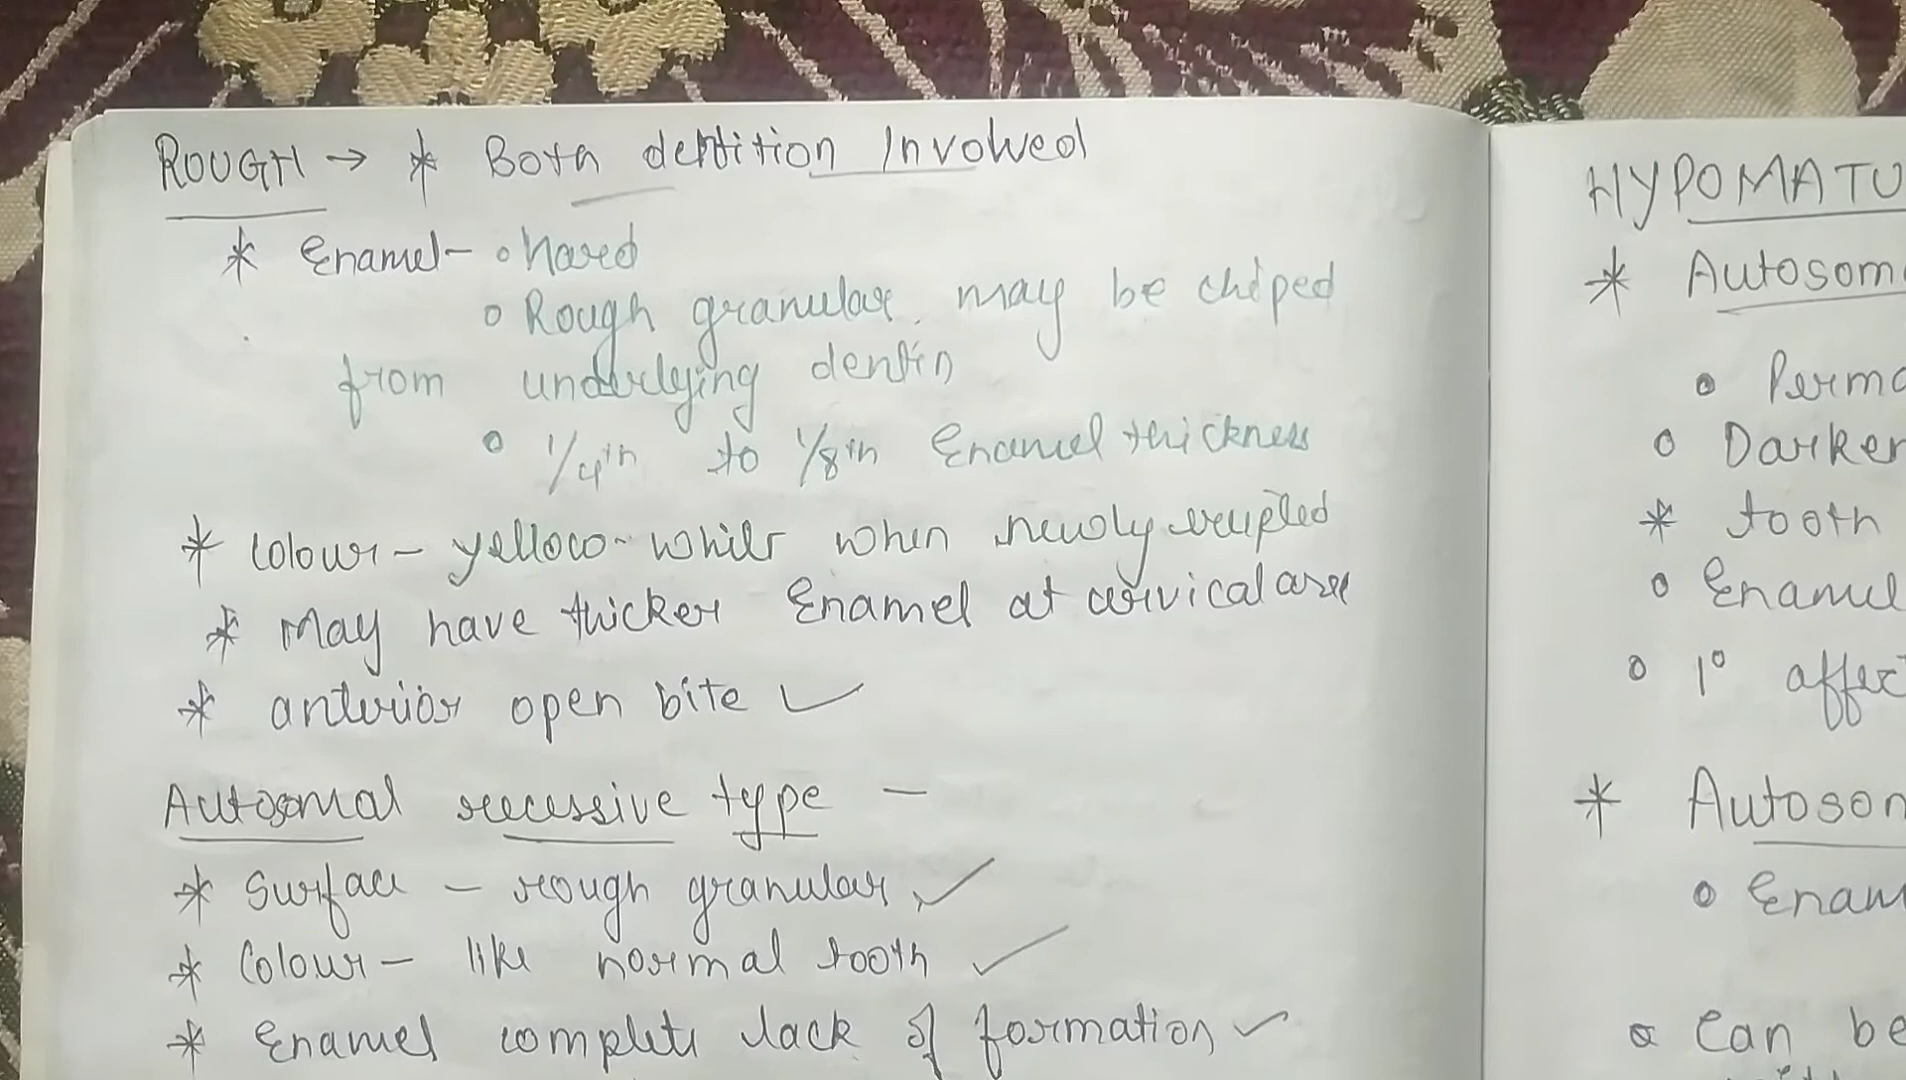 ROUGH → * Both dentition Involved
* Enamel- o hared
o Rough granular. may be chiped
from underlying dentin
o 1/4th to 1/8th Enamel thickness
* Colour - yellow-white when newly erupted
* May have thicker Enamel at cervical area
* anterior open bite ✓
Autosomal recessive type -
* Surface - rough granular ✓
* Colour - like normal tooth ✓
* Enamel complete lack of formation ✓
HYPOMATU
* Autosom
• Perma
o Darker
* tooth
o Enamel
o 1° affect
* Autosom
o Enam
o Can be